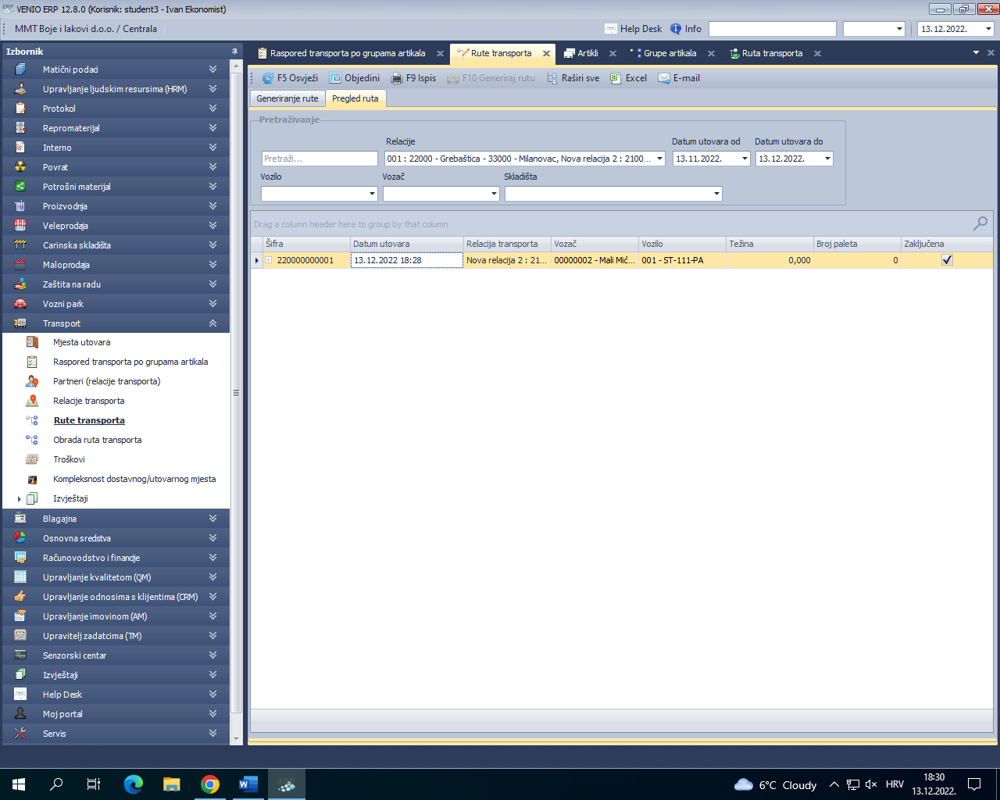 ERP VENIO ERP 12.8.0 (Korisnik: student3 - Ivan Ekonomist)
MMT Boje i lakovi d.o.o. / Centrala
Help Desk Info 13.12.2022.
Izbornik
Matični podaci
Upravljanje ljudskim resursima (HRM)
Protokol
Repromaterijal
Interno
Povrat
Potrošni materijal
Proizvodnja
Veleprodaja
Carinska skladišta
Maloprodaja
Zaštita na radu
Vozni park
Transport
Mjesta utovara
Raspored transporta po grupama artikala
Partneri (relacije transporta)
Relacije transporta
Rute transporta
Obrada ruta transporta
Troškovi
Kompleksnost dostavnog/utovarnog mjesta
Izvještaji
Blagajna
Osnovna sredstva
Računovodstvo i financije
Upravljanje kvalitetom (QM)
Upravljanje odnosima s klijentima (CRM)
Upravljanje imovinom (AM)
Upravitelj zadatcima (TM)
Senzorski centar
Izvještaji
Help Desk
Moj portal
Servis
Raspored transporta po grupama artikala Rute transporta Artikli Grupe artikala Ruta transporta
F5 Osvježi Objedini F9 Ispis F10 Generiraj rutu Raširi sve Excel E-mail
Generiranje rute Pregled ruta
Pretraživanje
Relacije Datum utovara od Datum utovara do
Pretraži... 001 : 22000 - Grebaštica - 33000 - Milanovac, Nova relacija 2 : 2100... 13.11.2022. 13.12.2022.
Vozilo Vozač Skladišta
Drag a column header here to group by that column
Šifra Datum utovara Relacija transporta Vozač Vozilo Težina Broj paleta Zaključena
220000000001 13.12.2022 18:28 Nova relacija 2 : 21... 00000002 - Mali Mić... 001 - ST-111-PA 0,000 0
6°C Cloudy HRV 18:30
13.12.2022.